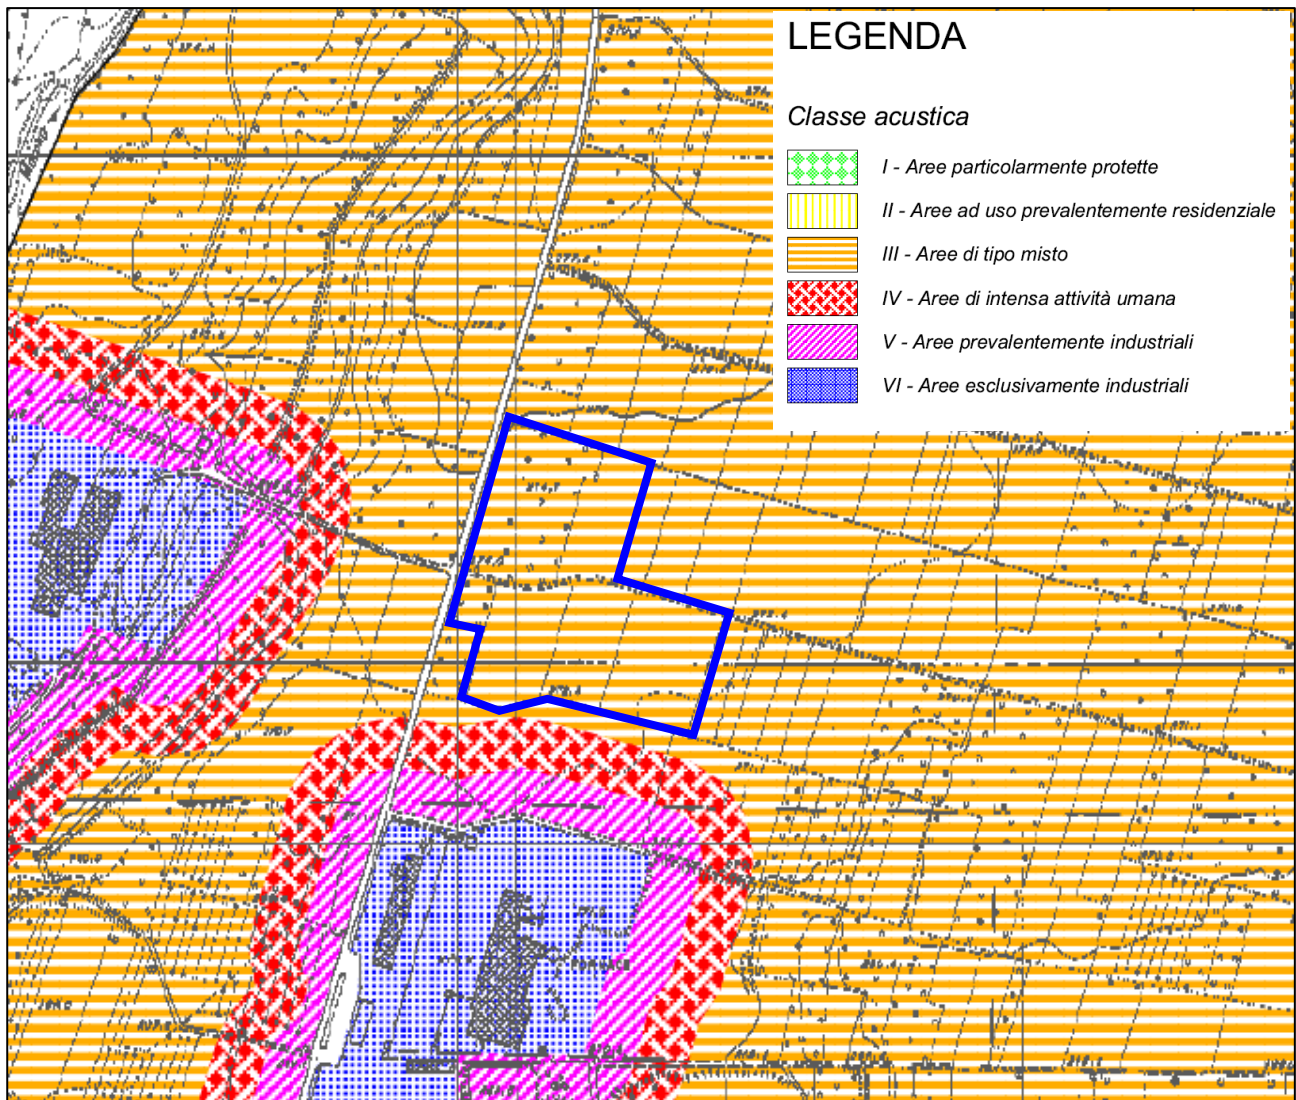 LEGENDA
Classe acustica
I - Aree particolarmente protette
II - Aree ad uso prevalentemente residenziale
III - Aree di tipo misto
IV - Aree di intensa attività umana
V - Aree prevalentemente industriali
VI - Aree esclusivamente industriali
FORNACE